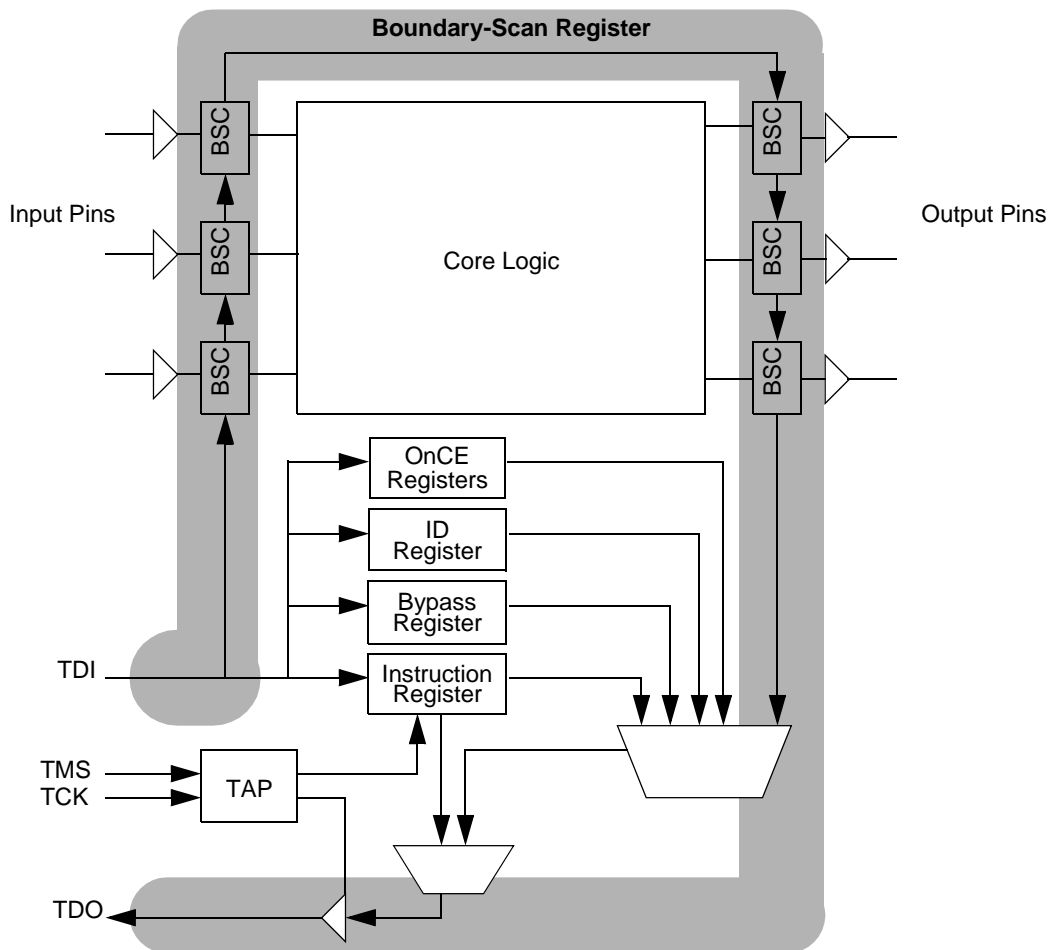 Boundary-Scan Register
BSC
BSC
Input Pins
Output Pins
BSC
Core Logic
BSC
BSC
BSC
OnCE
Registers
ID
Register
Bypass
Register
TDI
Instruction
Register
TMS
TCK
TAP
TDO